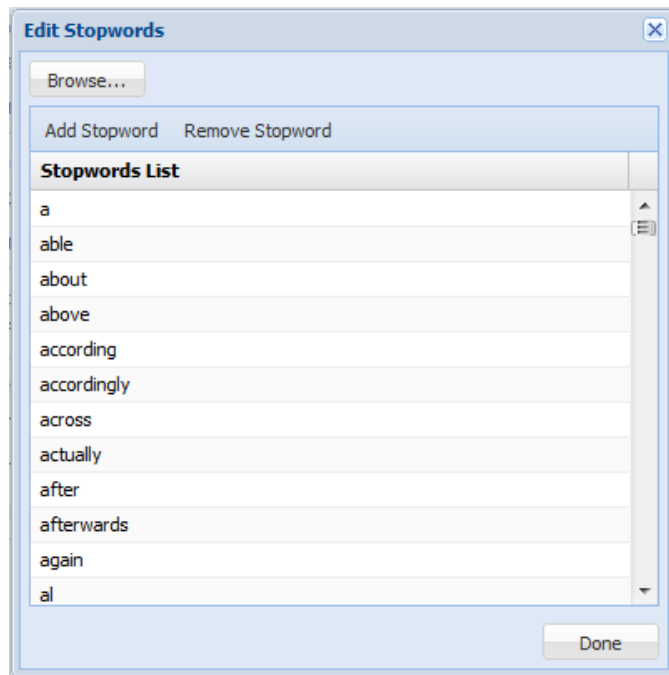 Edit Stopwords
Browse...
Add Stopword Remove Stopword
Stopwords List
a
able
about
above
according
accordingly
across
actually
after
afterwards
again
al
Done